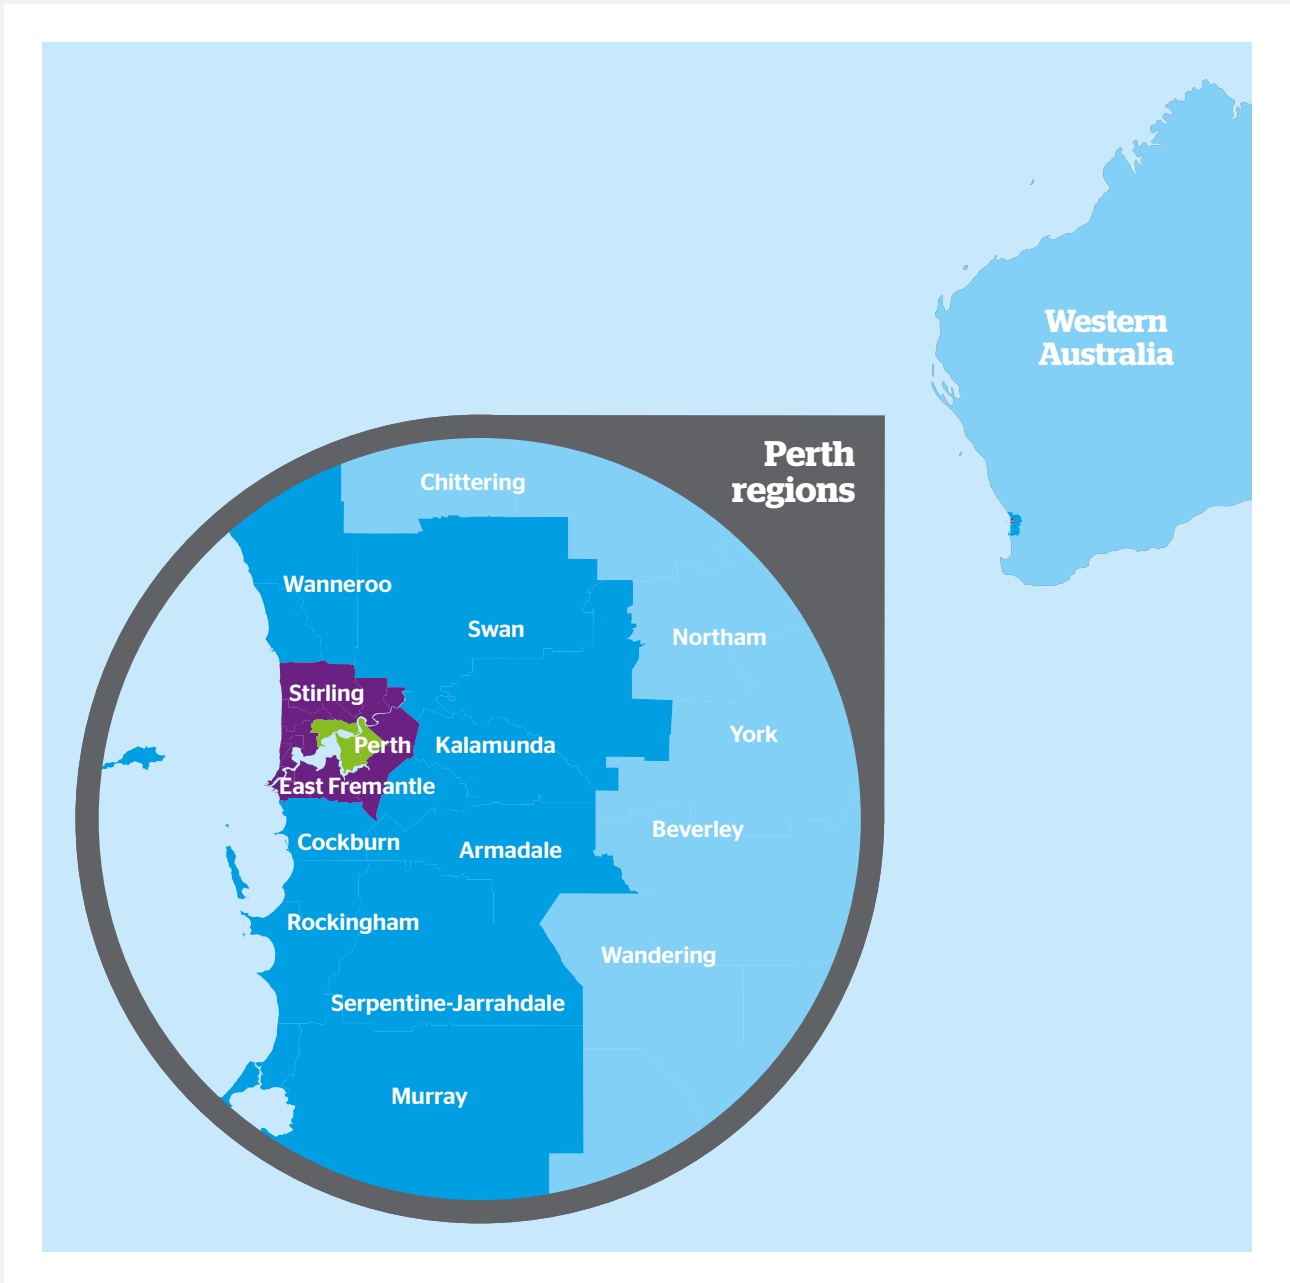 Western
Australia
Perth
regions
Chittering
Wanneroo
Swan
Northam
Stirling
York
Perth
Kalamunda
East Fremantle
Beverley
Cockburn
Armadale
Rockingham
Wandering
Serpentine-Jarrahdale
Murray